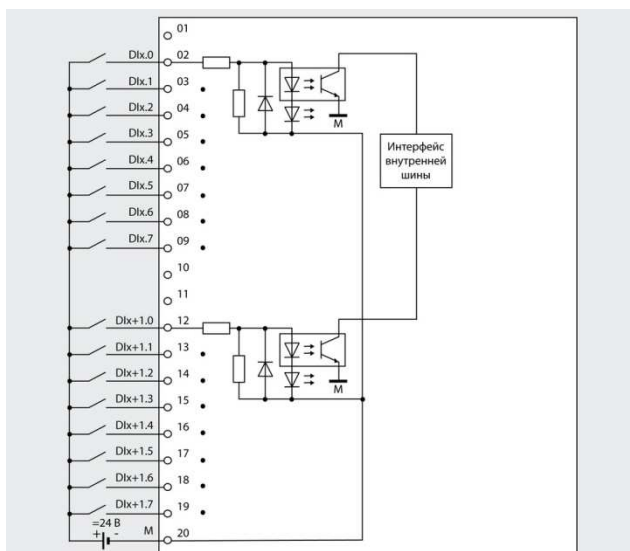 01
DIx.0 02
DIx.1 03
DIx.2 04
DIx.3 05
DIx.4 06
DIx.5 07
DIx.6 08
DIx.7 09
10
11
M
Интерфейс
внутренней
шины
DIx+1.0 12
DIx+1.1 13
DIx+1.2 14
DIx+1.3 15
DIx+1.4 16
DIx+1.5 17
DIx+1.6 18
DIx+1.7 19
M
=24 В
+ - M 20